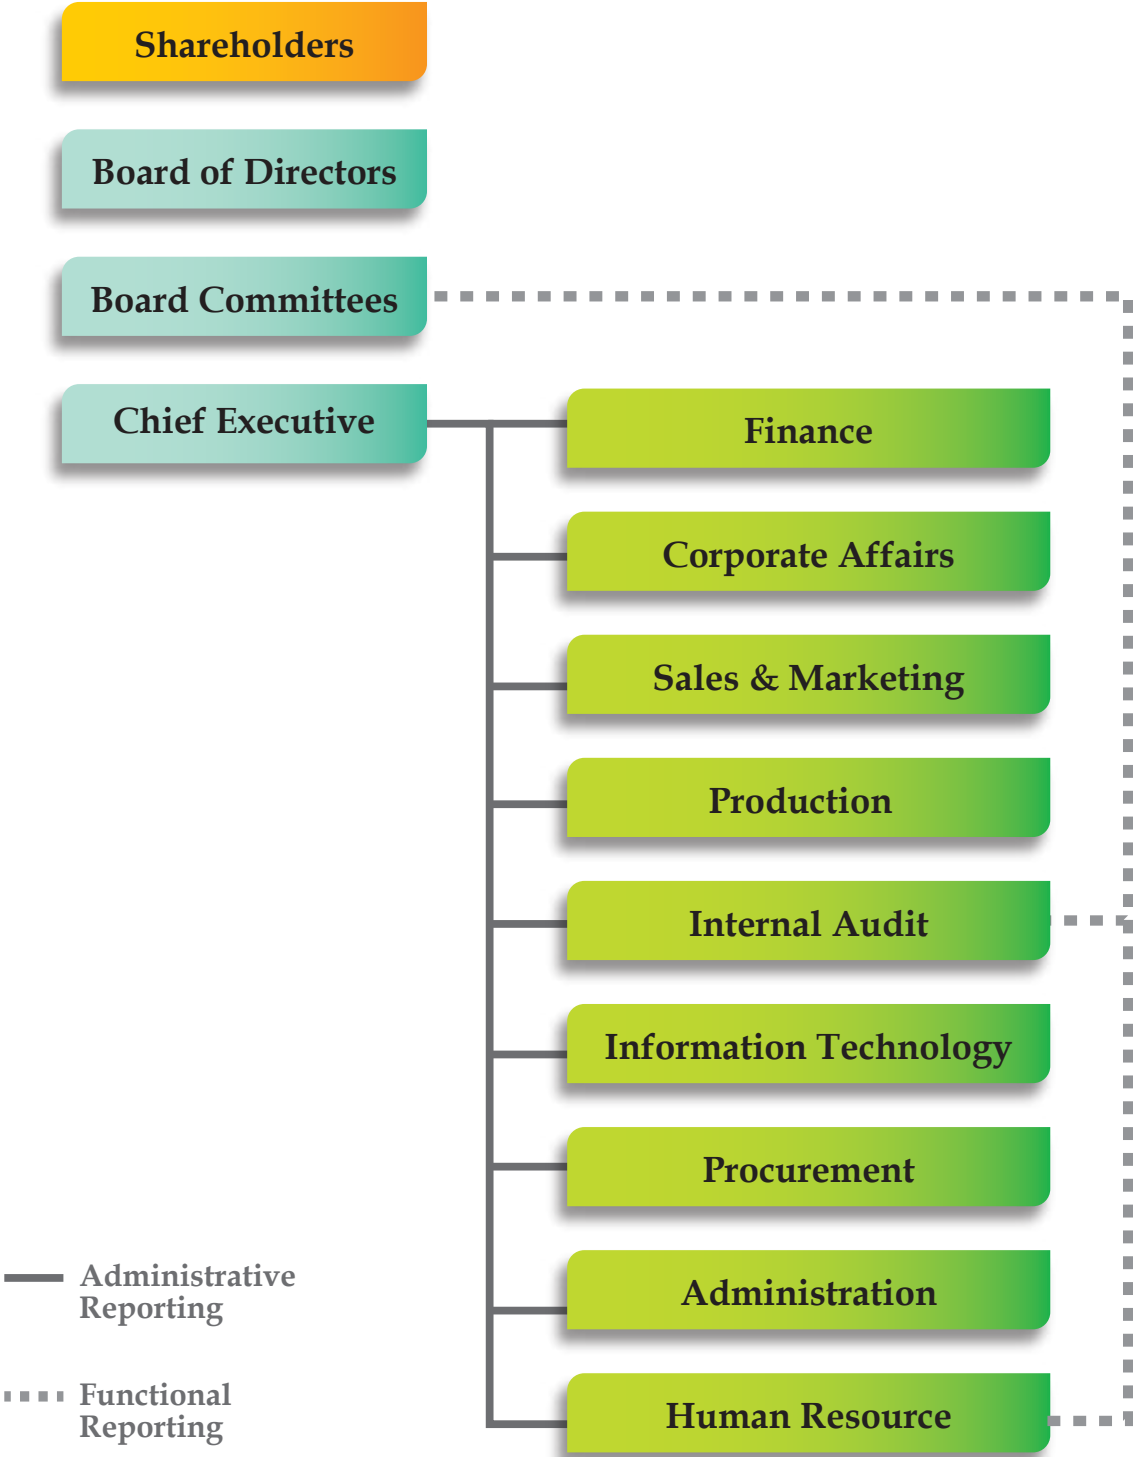 Shareholders
Board of Directors
Board Committees
Chief Executive
Finance
Corporate Affairs
Sales & Marketing
Production
Internal Audit
Information Technology
Procurement
Administration
Human Resource
Administrative
Reporting
Functional
Reporting